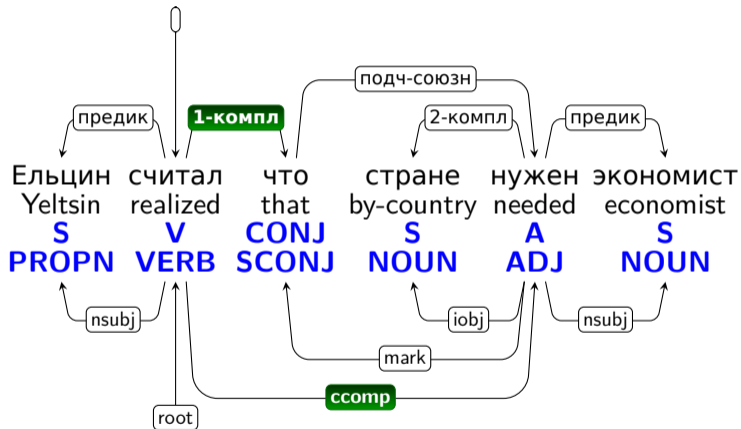 подч-союзн
предик 1-компл 2-компл предик
Ельцин считал что стране нужен экономист
Yeltsin realized that by-country needed economist
S V CONJ S A S
PROPN VERB SCONJ NOUN ADJ NOUN
nsubj iobj nsubj
mark
ccomp
root